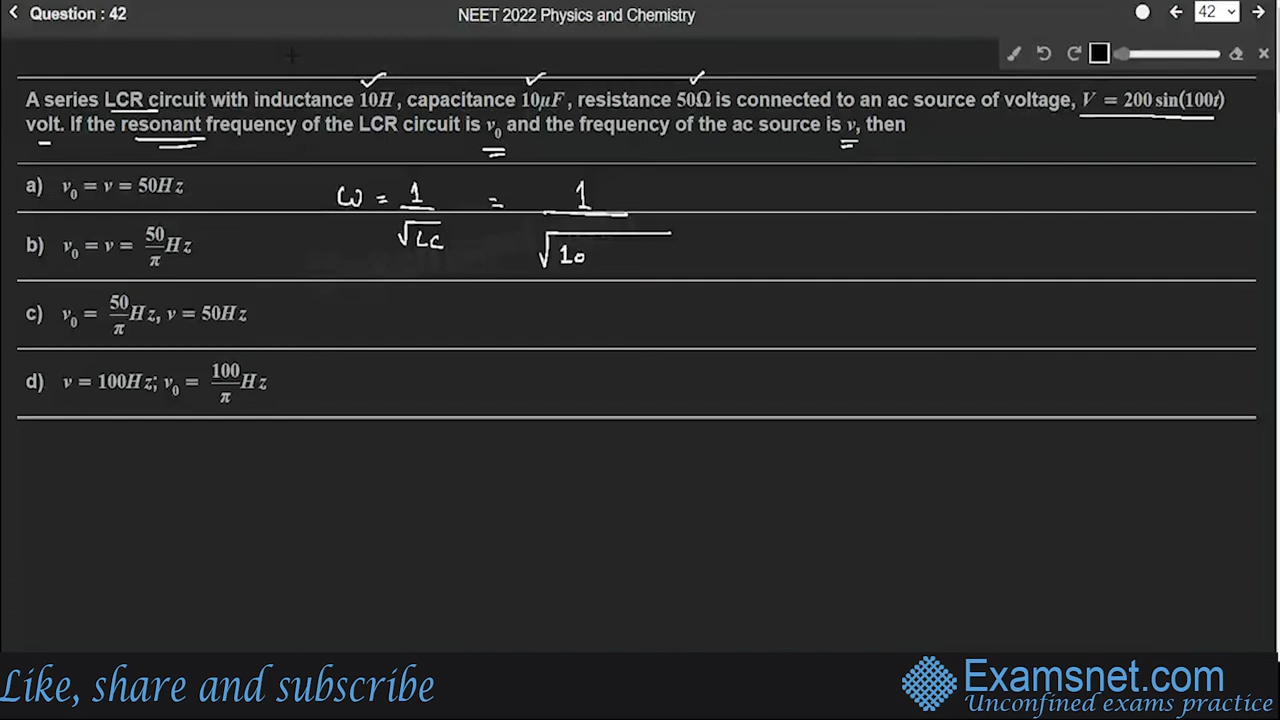 Question : 42
NEET 2022 Physics and Chemistry
42
A series LCR circuit with inductance 10H, capacitance 10μF, resistance 50Ω is connected to an ac source of voltage, V = 200 sin(100t)
volt. If the resonant frequency of the LCR circuit is ν₀ and the frequency of the ac source is ν, then
a) ν₀ = ν = 50Hz
ω = 1/√LC = 1/√10
b) ν₀ = ν = 50/π Hz
c) ν₀ = 50/π Hz, ν = 50Hz
d) ν = 100Hz; ν₀ = 100/π Hz
Like, share and subscribe
Examsnet.com
Unconfined exams practice